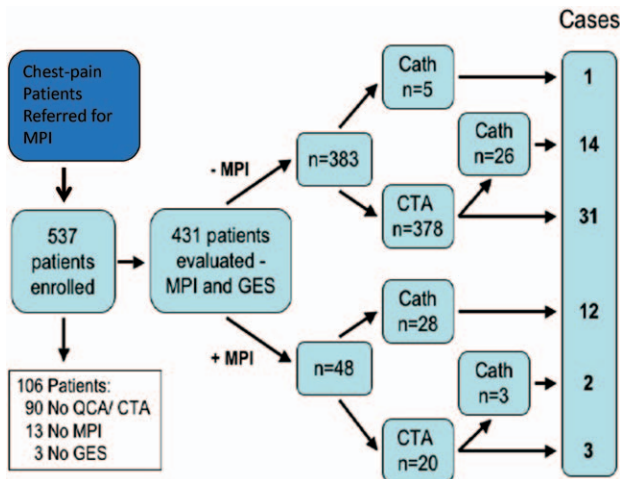 Cases
Chest-pain
Patients
Referred for
MPI
537
patients
enrolled
106 Patients:
90 No QCA/ CTA
13 No MPI
3 No GES
431 patients
evaluated -
MPI and GES
- MPI
+ MPI
n=383
n=48
Cath
n=5
CTA
n=378
Cath
n=26
Cath
n=28
CTA
n=20
Cath
n=3
1
14
31
12
2
3